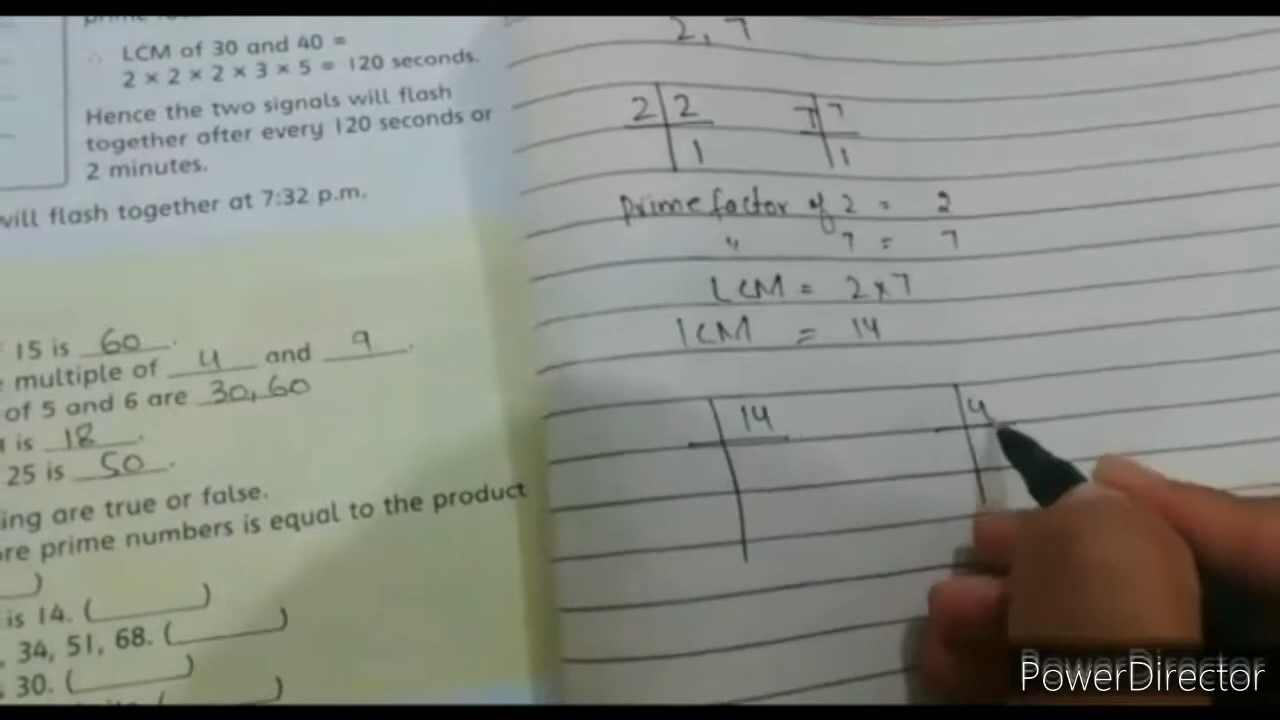 LCM of 30 and 40 =
2 × 2 × 2 × 3 × 5 = 120 seconds.
Hence the two signals will flash
together after every 120 seconds or
2 minutes.
will flash together at 7:32 p.m.
15 is 60.
multiple of 4 and 9.
of 5 and 6 are 30, 60
is 18.
25 is 50.
ing are true or false.
re prime numbers is equal to the product
is 14. ( )
34, 51, 68. ( )
30. ( )
2, 7
2 2 7 7
1 1
prime factor of 2 = 2
" 7 = 7
LCM = 2 × 7
LCM = 14
14 4
PowerDirector